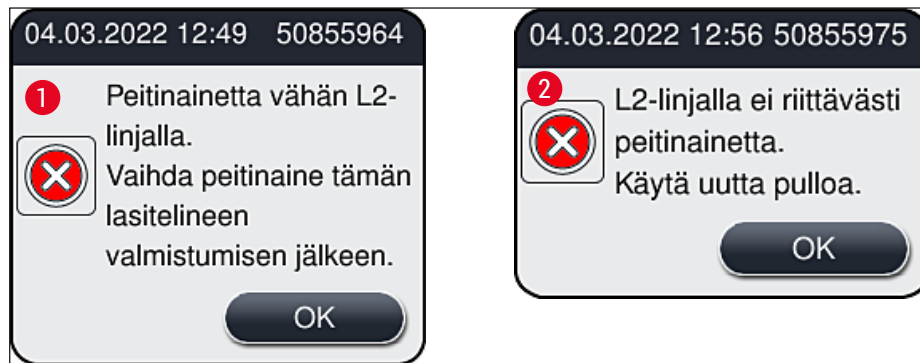 04.03.2022 12:49 50855964
1
Peitinainetta vähän L2-
linjalla.
Vaihda peitinaine tämän
lasitelineen
valmistumisen jälkeen.
OK
04.03.2022 12:56 50855975
2
L2-linjalla ei riittävästi
peitinainetta.
Käytä uutta pulloa.
OK